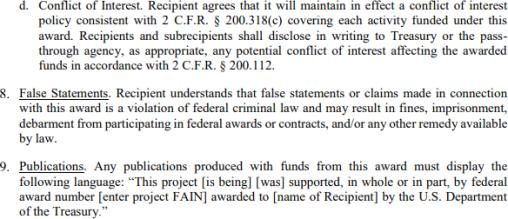 d. Conflict of Interest. Recipient agrees that it will maintain in effect a conflict of interest
policy consistent with 2 C.F.R. § 200.318(c) covering each activity funded under this
award. Recipients and subrecipients shall disclose in writing to Treasury or the pass-
through agency, as appropriate, any potential conflict of interest affecting the awarded
funds in accordance with 2 C.F.R. § 200.112.
8. False Statements. Recipient understands that false statements or claims made in connection
with this award is a violation of federal criminal law and may result in fines, imprisonment,
debarment from participating in federal awards or contracts, and/or any other remedy available
by law.
9. Publications. Any publications produced with funds from this award must display the
following language: “This project [is being] [was] supported, in whole or in part, by federal
award number [enter project FAIN] awarded to [name of Recipient] by the U.S. Department
of the Treasury.”